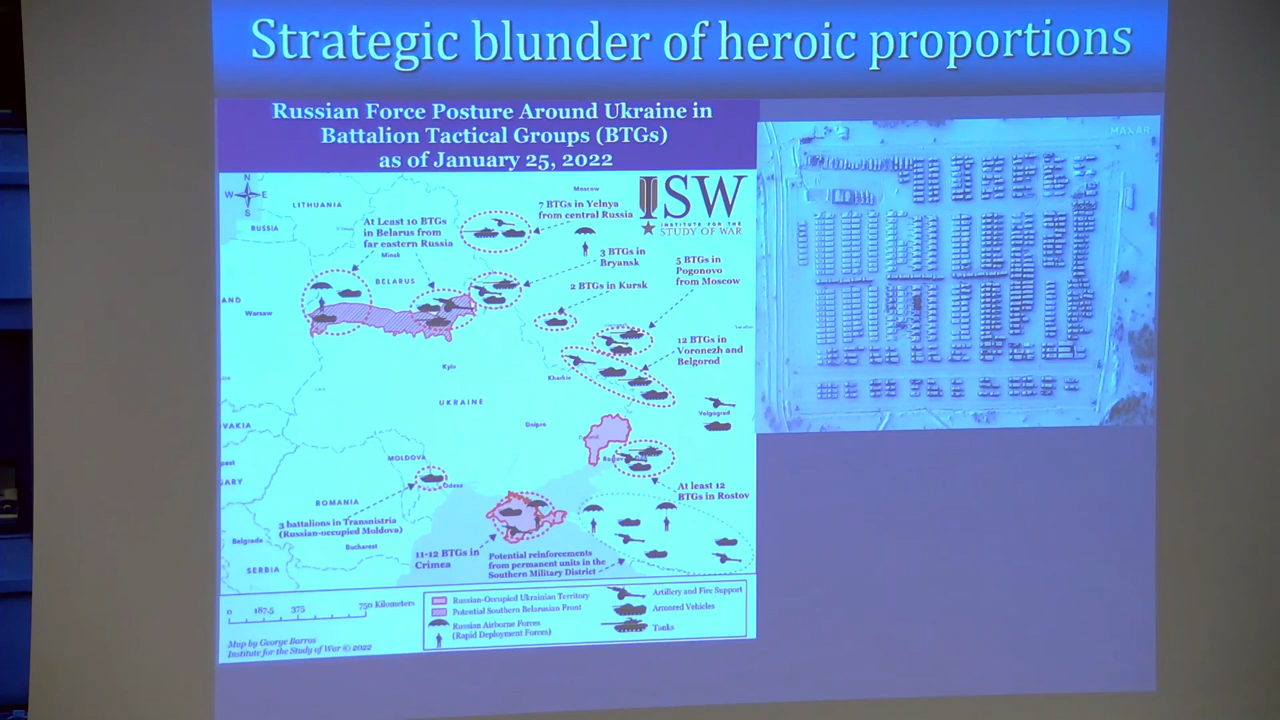 Strategic blunder of heroic proportions
Russian Force Posture Around Ukraine in
Battalion Tactical Groups (BTGs)
as of January 25, 2022
MAXAR
N
W
E
S
LITHUANIA
RUSSIA
Moscow
ISW
INSTITUTE FOR THE
STUDY OF WAR
7 BTGs in Yelnya
from central Russia
At Least 10 BTGs
in Belarus from
far eastern Russia
Minsk
BELARUS
3 BTGs in
Bryansk
5 BTGs in
Pogonovo
from Moscow
2 BTGs in Kursk
AND
Warsaw
12 BTGs in
Voronezh and
Belgorod
Kyiv
Kharkiv
UKRAINE
Volgograd
Dnipro
VAKIA
MOLDOVA
Odesa
GARY
At least 12
BTGs in Rostov
ROMANIA
3 battalions in Transnistria
(Russian-occupied Moldova)
Belgrade
Bucharest
11-12 BTGs in
Crimea
Potential reinforcements
from permanent units in the
Southern Military District
SERBIA
0 187.5 375 750 Kilometers
Russian-Occupied Ukrainian Territory
Potential Southern Belarusian Front
Russian Airborne Forces
(Rapid Deployment Forces)
Artillery and Fire Support
Armored Vehicles
Tanks
Map by George Barros
Institute for the Study of War © 2022